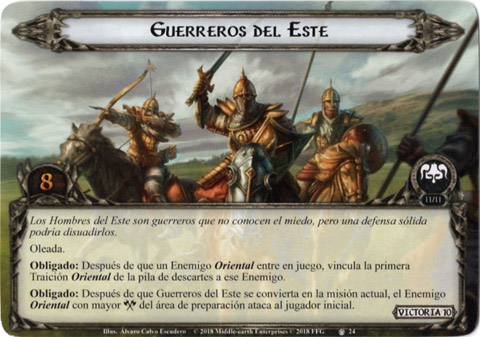 Guerreros del Este
8
11/11
Los Hombres del Este son guerreros que no conocen el miedo, pero una defensa sólida
podría disuadirlos.
Oleada.
Obligado: Después de que un Enemigo Oriental entre en juego, vincula la primera
Traición Oriental de la pila de descartes a ese Enemigo.
Obligado: Después de que Guerreros del Este se convierta en la misión actual, el Enemigo
Oriental con mayor del área de preparación ataca al jugador inicial.
Victoria 10
Illus. Álvaro Calvo Escudero © 2018 Middle-earth Enterprises © 2018 FFG 24